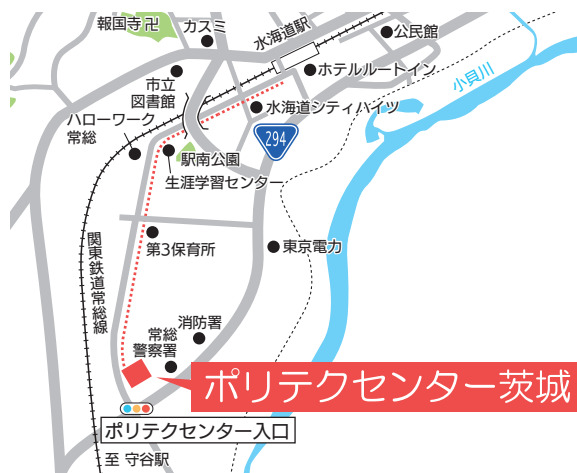 報国寺卍
カスミ
水海道駅
公民館
ホテルルートイン
小貝川
市立
図書館
水海道シティハイツ
ハローワーク
常総
294
駅南公園
生涯学習センター
関東鉄道常総線
第3保育所
東京電力
消防署
常総
警察署
ポリテクセンター茨城
ポリテクセンター入口
至 守谷駅